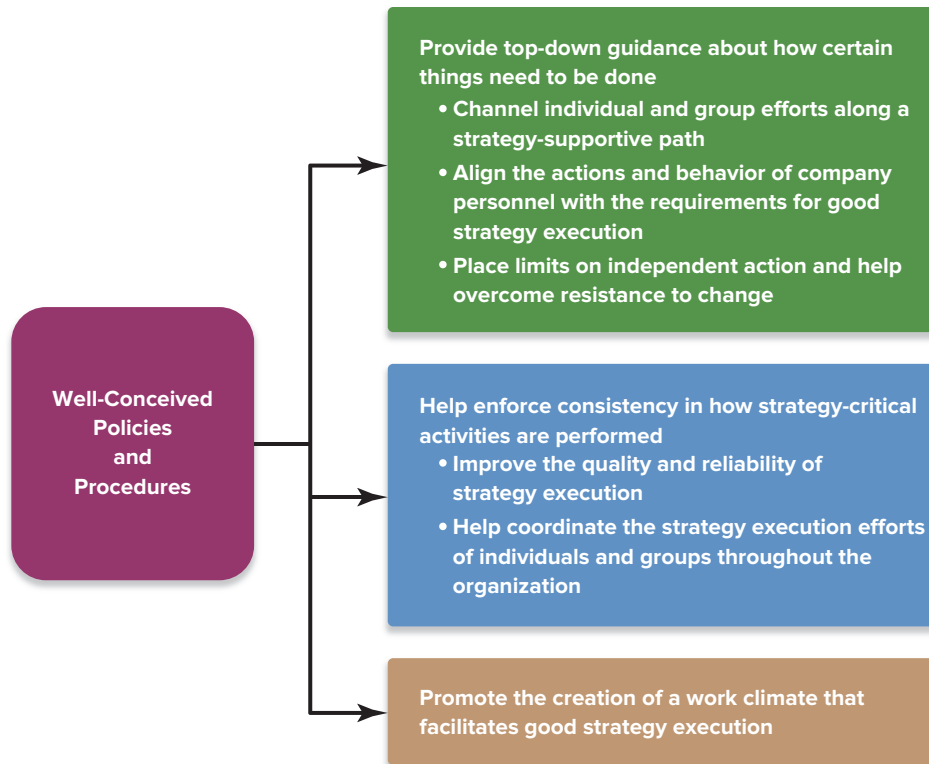 Well-Conceived
Policies
and
Procedures
Provide top-down guidance about how certain
things need to be done
• Channel individual and group efforts along a
strategy-supportive path
• Align the actions and behavior of company
personnel with the requirements for good
strategy execution
• Place limits on independent action and help
overcome resistance to change
Help enforce consistency in how strategy-critical
activities are performed
• Improve the quality and reliability of
strategy execution
• Help coordinate the strategy execution efforts
of individuals and groups throughout the
organization
Promote the creation of a work climate that
facilitates good strategy execution